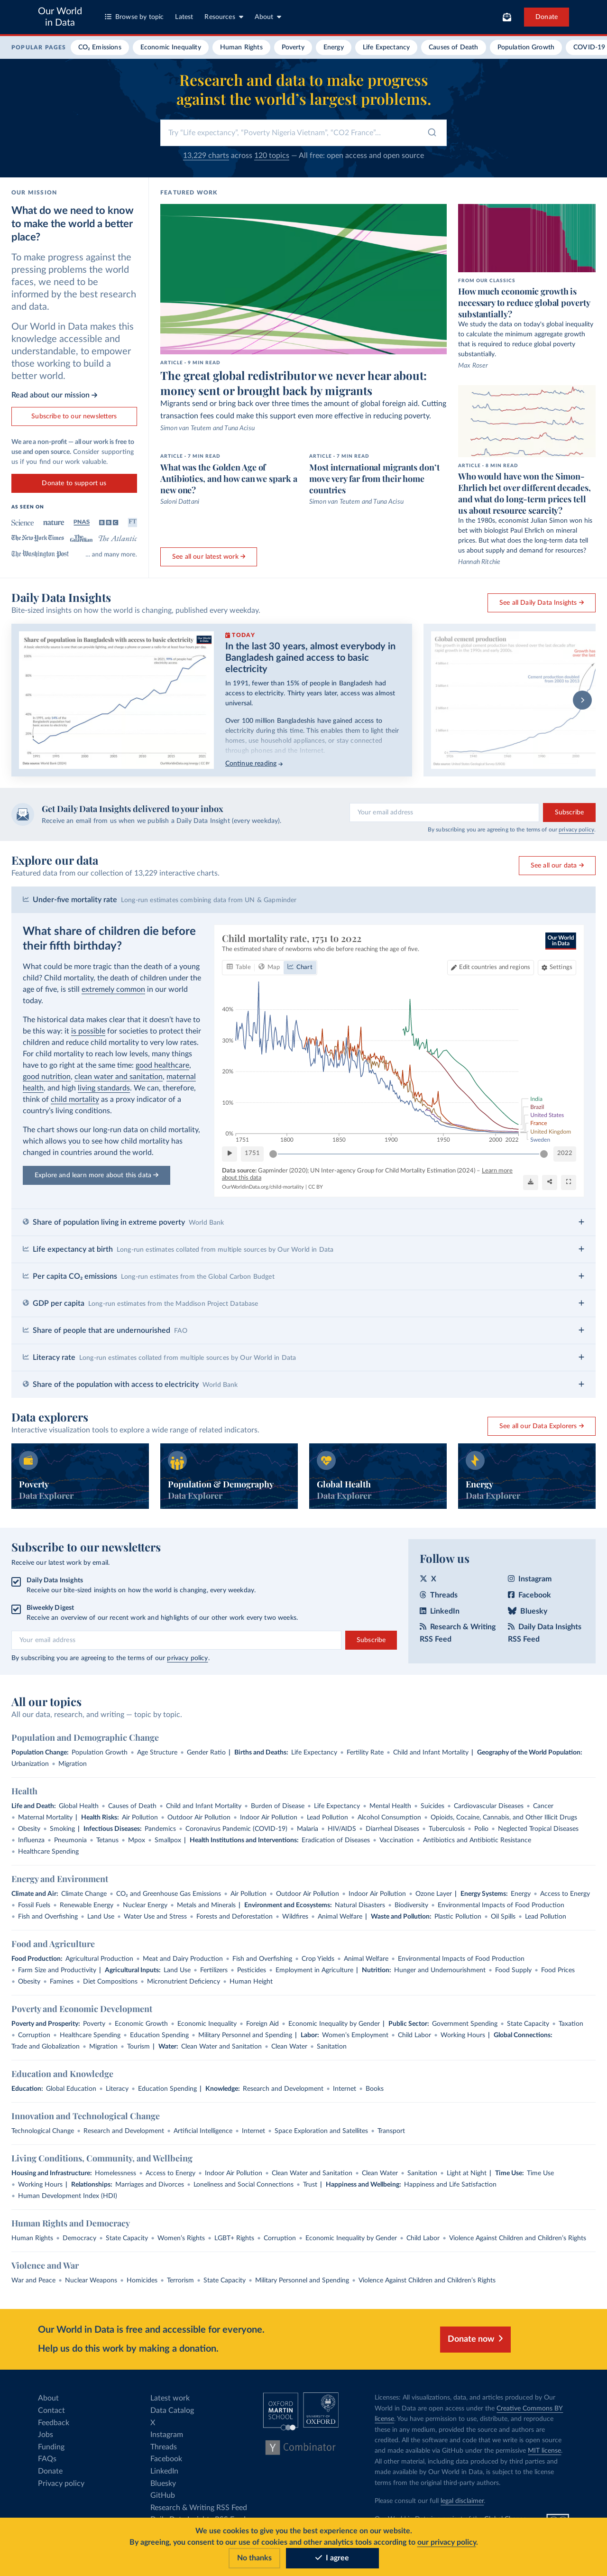 Our World
in Data
Browse by topic
Latest
Resources
About
Donate
POPULAR PAGES
CO₂ Emissions
Economic Inequality
Human Rights
Poverty
Energy
Life Expectancy
Causes of Death
Population Growth
COVID-19
Research and data to make progress
against the world's largest problems.
Try "Life expectancy", "Poverty Nigeria Vietnam", "CO2 France"...
13,229 charts across 120 topics — All free: open access and open source
OUR MISSION
What do we need to know
to make the world a better
place?
To make progress against the
pressing problems the world
faces, we need to be
informed by the best research
and data.
Our World in Data makes this
knowledge accessible and
understandable, to empower
those working to build a
better world.
Read about our mission →
Subscribe to our newsletters
We are a non-profit — all our work is free to
use and open source. Consider supporting
us if you find our work valuable.
Donate to support us
AS SEEN ON
Science nature PNAS BBC FT
The New York Times The Guardian The Atlantic
The Washington Post ... and many more.
FEATURED WORK
ARTICLE • 9 MIN READ
The great global redistributor we never hear about:
money sent or brought back by migrants
Migrants send or bring back over three times the amount of global foreign aid. Cutting
transaction costs could make this support even more effective in reducing poverty.
Simon van Teutem and Tuna Acisu
ARTICLE • 7 MIN READ
What was the Golden Age of
Antibiotics, and how can we spark a
new one?
Saloni Dattani
ARTICLE • 7 MIN READ
Most international migrants don't
move very far from their home
countries
Simon van Teutem and Tuna Acisu
See all our latest work →
FROM OUR CLASSICS
How much economic growth is
necessary to reduce global poverty
substantially?
We study the data on today's global inequality
to calculate the minimum aggregate growth
that is required to reduce global poverty
substantially.
Max Roser
ARTICLE • 8 MIN READ
Who would have won the Simon-
Ehrlich bet over different decades,
and what do long-term prices tell
us about resource scarcity?
In the 1980s, economist Julian Simon won his
bet with biologist Paul Ehrlich on mineral
prices. But what does the long-term data tell
us about supply and demand for resources?
Hannah Ritchie
Daily Data Insights
Bite-sized insights on how the world is changing, published every weekday.
See all Daily Data Insights →
Share of population in Bangladesh with access to basic electricity
TODAY
In the last 30 years, almost everybody in
Bangladesh gained access to basic
electricity
In 1991, fewer than 15% of people in Bangladesh had
access to electricity. Thirty years later, access was almost
universal.
Over 100 million Bangladeshis have gained access to
electricity during this time. This enables them to light their
homes, use household appliances, or stay connected
through phones and the Internet.
Continue reading →
Global cement production
Cement production doubled
from 2002 to 2013
Get Daily Data Insights delivered to your inbox
Receive an email from us when we publish a Daily Data Insight (every weekday).
Your email address
Subscribe
By subscribing you are agreeing to the terms of our privacy policy.
Explore our data
Featured data from our collection of 13,229 interactive charts.
See all our data →
Under-five mortality rate Long-run estimates combining data from UN & Gapminder
What share of children die before
their fifth birthday?
What could be more tragic than the death of a young
child? Child mortality, the death of children under the
age of five, is still extremely common in our world
today.
The historical data makes clear that it doesn't have to
be this way: it is possible for societies to protect their
children and reduce child mortality to very low rates.
For child mortality to reach low levels, many things
have to go right at the same time: good healthcare,
good nutrition, clean water and sanitation, maternal
health, and high living standards. We can, therefore,
think of child mortality as a proxy indicator of a
country's living conditions.
The chart shows our long-run data on child mortality,
which allows you to see how child mortality has
changed in countries around the world.
Explore and learn more about this data →
Child mortality rate, 1751 to 2022
The estimated share of newborns who die before reaching the age of five.
Our World
in Data
Table
Map
Chart
Edit countries and regions
Settings
40%
30%
20%
10%
0%
India
Brazil
United States
France
United Kingdom
Sweden
1751 1800 1850 1900 1950 2000 2022
1751
2022
Data source: Gapminder (2020); UN Inter-agency Group for Child Mortality Estimation (2024) – Learn more
about this data
OurWorldinData.org/child-mortality | CC BY
Share of population living in extreme poverty World Bank
Life expectancy at birth Long-run estimates collated from multiple sources by Our World in Data
Per capita CO₂ emissions Long-run estimates from the Global Carbon Budget
GDP per capita Long-run estimates from the Maddison Project Database
Share of people that are undernourished FAO
Literacy rate Long-run estimates collated from multiple sources by Our World in Data
Share of the population with access to electricity World Bank
Data explorers
Interactive visualization tools to explore a wide range of related indicators.
See all our Data Explorers →
Poverty
Data Explorer
Population & Demography
Data Explorer
Global Health
Data Explorer
Energy
Data Explorer
Subscribe to our newsletters
Receive our latest work by email.
Daily Data Insights
Receive our bite-sized insights on how the world is changing, every weekday.
Biweekly Digest
Receive an overview of our recent work and highlights of our other work every two weeks.
Your email address
Subscribe
By subscribing you are agreeing to the terms of our privacy policy.
Follow us
X
Instagram
Threads
Facebook
LinkedIn
Bluesky
Research & Writing
RSS Feed
Daily Data Insights
RSS Feed
All our topics
All our data, research, and writing — topic by topic.
Population and Demographic Change
Population Change: Population Growth • Age Structure • Gender Ratio | Births and Deaths: Life Expectancy • Fertility Rate • Child and Infant Mortality | Geography of the World Population:
Urbanization • Migration
Health
Life and Death: Global Health • Causes of Death • Child and Infant Mortality • Burden of Disease • Life Expectancy • Mental Health • Suicides • Cardiovascular Diseases • Cancer
• Maternal Mortality | Health Risks: Air Pollution • Outdoor Air Pollution • Indoor Air Pollution • Lead Pollution • Alcohol Consumption • Opioids, Cocaine, Cannabis, and Other Illicit Drugs
• Obesity • Smoking | Infectious Diseases: Pandemics • Coronavirus Pandemic (COVID-19) • Malaria • HIV/AIDS • Diarrheal Diseases • Tuberculosis • Polio • Neglected Tropical Diseases
• Influenza • Pneumonia • Tetanus • Mpox • Smallpox | Health Institutions and Interventions: Eradication of Diseases • Vaccination • Antibiotics and Antibiotic Resistance
• Healthcare Spending
Energy and Environment
Climate and Air: Climate Change • CO₂ and Greenhouse Gas Emissions • Air Pollution • Outdoor Air Pollution • Indoor Air Pollution • Ozone Layer | Energy Systems: Energy • Access to Energy
• Fossil Fuels • Renewable Energy • Nuclear Energy • Metals and Minerals | Environment and Ecosystems: Natural Disasters • Biodiversity • Environmental Impacts of Food Production
• Fish and Overfishing • Land Use • Water Use and Stress • Forests and Deforestation • Wildfires • Animal Welfare | Waste and Pollution: Plastic Pollution • Oil Spills • Lead Pollution
Food and Agriculture
Food Production: Agricultural Production • Meat and Dairy Production • Fish and Overfishing • Crop Yields • Animal Welfare • Environmental Impacts of Food Production
• Farm Size and Productivity | Agricultural Inputs: Land Use • Fertilizers • Pesticides • Employment in Agriculture | Nutrition: Hunger and Undernourishment • Food Supply • Food Prices
• Obesity • Famines • Diet Compositions • Micronutrient Deficiency • Human Height
Poverty and Economic Development
Poverty and Prosperity: Poverty • Economic Growth • Economic Inequality • Foreign Aid • Economic Inequality by Gender | Public Sector: Government Spending • State Capacity • Taxation
• Corruption • Healthcare Spending • Education Spending • Military Personnel and Spending | Labor: Women's Employment • Child Labor • Working Hours | Global Connections:
Trade and Globalization • Migration • Tourism | Water: Clean Water and Sanitation • Clean Water • Sanitation
Education and Knowledge
Education: Global Education • Literacy • Education Spending | Knowledge: Research and Development • Internet • Books
Innovation and Technological Change
Technological Change • Research and Development • Artificial Intelligence • Internet • Space Exploration and Satellites • Transport
Living Conditions, Community, and Wellbeing
Housing and Infrastructure: Homelessness • Access to Energy • Indoor Air Pollution • Clean Water and Sanitation • Clean Water • Sanitation • Light at Night | Time Use: Time Use
• Working Hours | Relationships: Marriages and Divorces • Loneliness and Social Connections • Trust | Happiness and Wellbeing: Happiness and Life Satisfaction
• Human Development Index (HDI)
Human Rights and Democracy
Human Rights • Democracy • State Capacity • Women's Rights • LGBT+ Rights • Corruption • Economic Inequality by Gender • Child Labor • Violence Against Children and Children's Rights
Violence and War
War and Peace • Nuclear Weapons • Homicides • Terrorism • State Capacity • Military Personnel and Spending • Violence Against Children and Children's Rights
Our World in Data is free and accessible for everyone.
Help us do this work by making a donation.
Donate now
About
Contact
Feedback
Jobs
Funding
FAQs
Donate
Privacy policy
Latest work
Data Catalog
X
Instagram
Threads
Facebook
LinkedIn
Bluesky
GitHub
Research & Writing RSS Feed
OXFORD
MARTIN
SCHOOL
UNIVERSITY OF
OXFORD
Y Combinator
Licenses: All visualizations, data, and articles produced by Our
World in Data are open access under the Creative Commons BY
license. You have permission to use, distribute, and reproduce
these in any medium, provided the source and authors are
credited. All the software and code that we write is open source
and made available via GitHub under the permissive MIT license.
All other material, including data produced by third parties and
made available by Our World in Data, is subject to the license
terms from the original third-party authors.
Please consult our full legal disclaimer.
We use cookies to give you the best experience on our website.
By agreeing, you consent to our use of cookies and other analytics tools according to our privacy policy.
No thanks
I agree